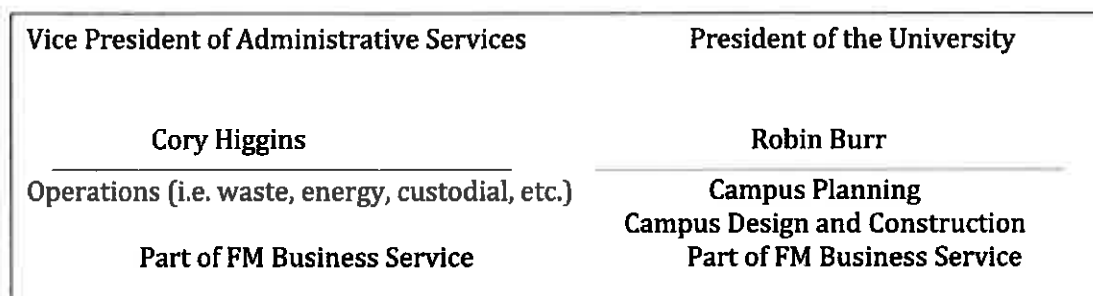 Vice President of Administrative Services
President of the University
Cory Higgins
Robin Burr
Operations (i.e. waste, energy, custodial, etc.)
Campus Planning
Campus Design and Construction
Part of FM Business Service
Part of FM Business Service